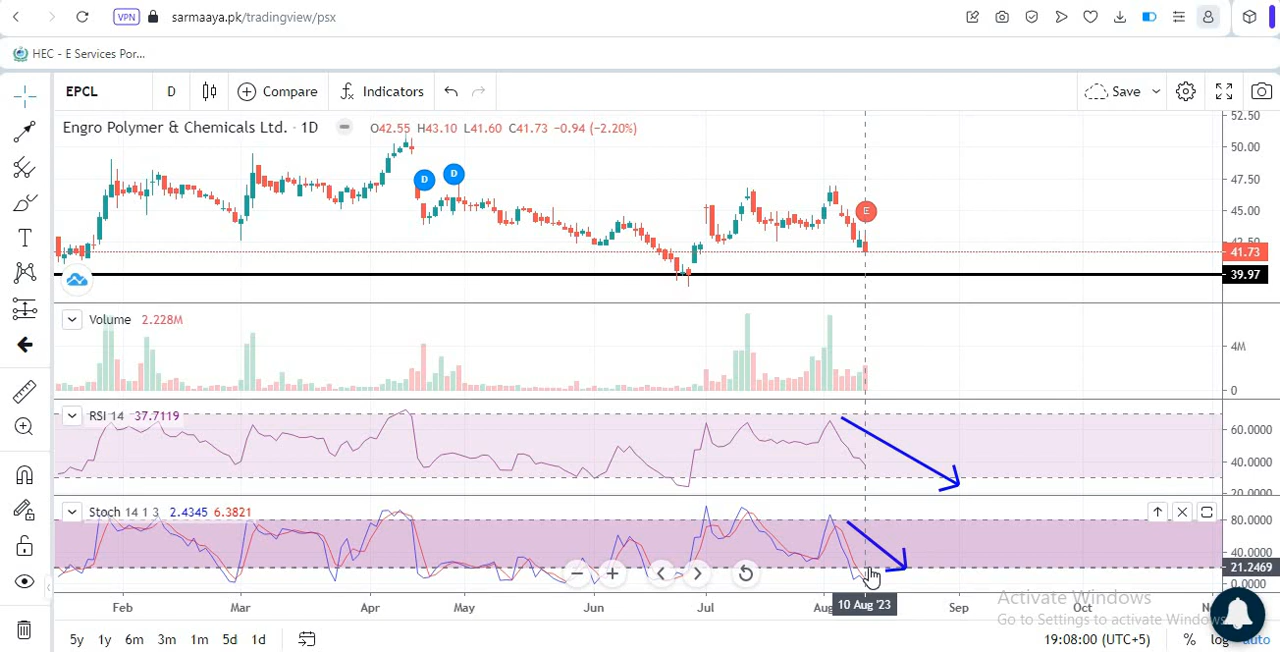 VPN sarmaaya.pk/tradingview/psx
HEC - E Services Por...
EPCL D Compare Indicators Save
Engro Polymer & Chemicals Ltd. · 1D O42.55 H43.10 L41.60 C41.73 −0.94 (−2.20%)
52.50
50.00
D D
47.50
E
45.00
42.50
41.73
39.97
Volume 2.228M
4M
0
RSI 14 37.7119
60.0000
40.0000
20.0000
Stoch 14 1 3 2.4345 6.3821
80.0000
40.0000
21.2469
0.0000
Feb Mar Apr May Jun Jul Aug 10 Aug '23 Sep Oct
Activate Windows
Go to Settings to activate Windows
5y 1y 6m 3m 1m 5d 1d 19:08:00 (UTC+5) % log auto